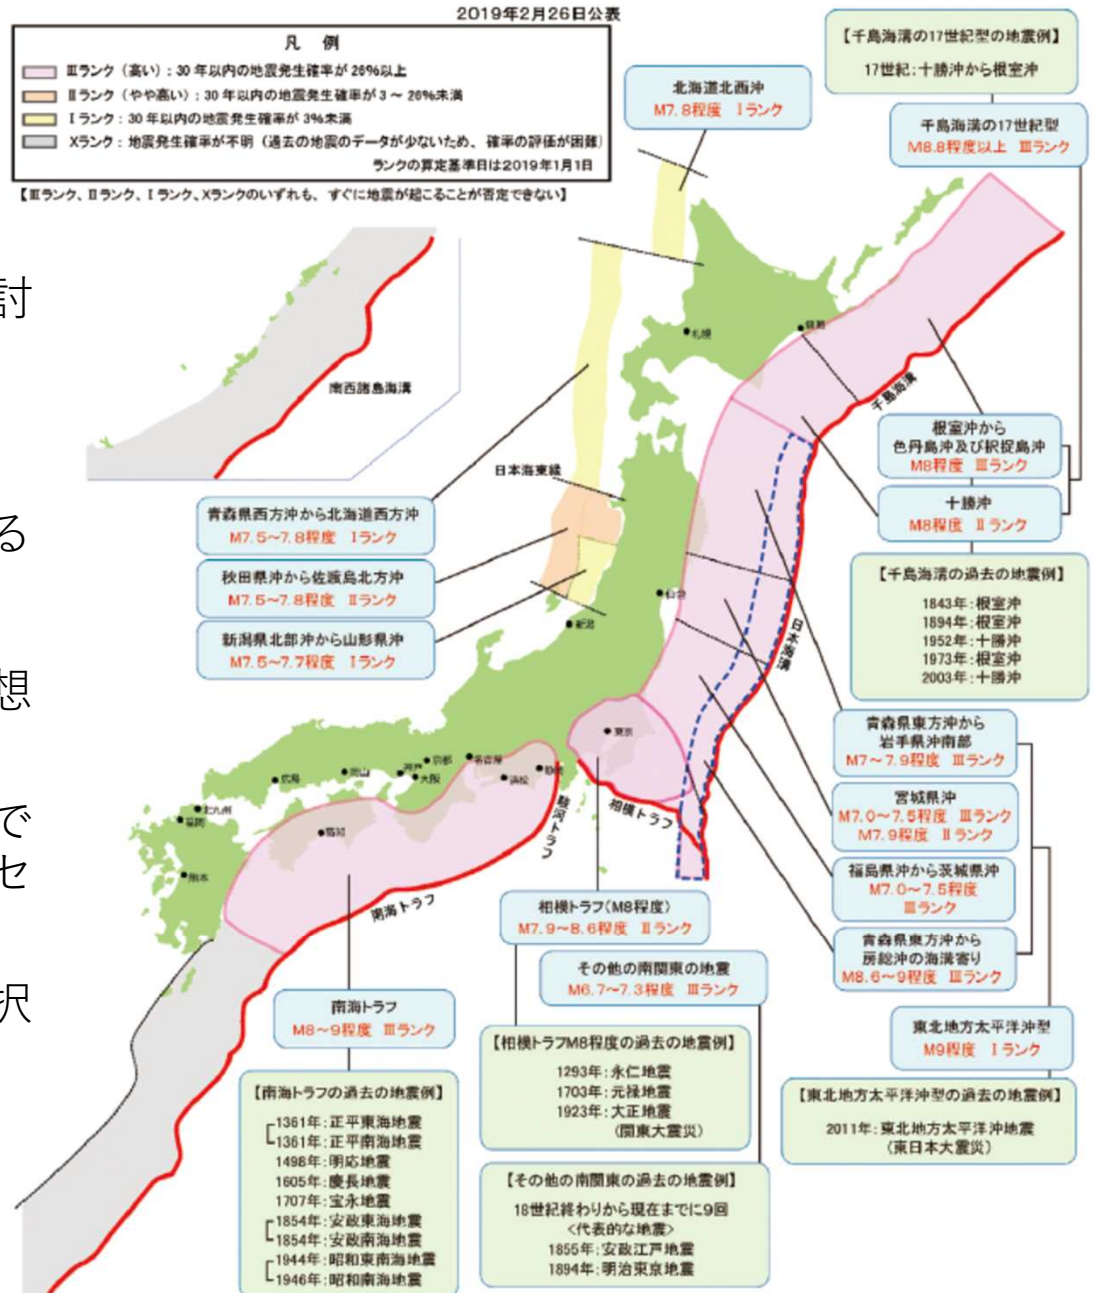 2019年2月26日公表
凡 例
Ⅲランク（高い）：30年以内の地震発生確率が26%以上
Ⅱランク（やや高い）：30年以内の地震発生確率が3～26%未満
Ⅰランク：30年以内の地震発生確率が3%未満
Xランク：地震発生確率が不明（過去の地震のデータが少ないため、確率の評価が困難）
ランクの算定基準日は2019年1月1日
【Ⅲランク、Ⅱランク、Ⅰランク、Xランクのいずれも、すぐに地震が起こることが否定できない】
討
る
想
で
セ
択
北海道北西沖
M7.8程度 Ⅰランク
【千島海溝の17世紀型の地震例】
17世紀：十勝沖から根室沖
千島海溝の17世紀型
M8.8程度以上 Ⅲランク
南西諸島海溝
札幌
釧路
千島海溝
日本海東縁
根室沖から
色丹島沖及び択捉島沖
M8程度 Ⅲランク
十勝沖
M8程度 Ⅱランク
青森県西方沖から北海道西方沖
M7.5～7.8程度 Ⅰランク
秋田県沖から佐渡島北方沖
M7.5～7.8程度 Ⅱランク
新潟県北部沖から山形県沖
M7.5～7.7程度 Ⅰランク
【千島海溝の過去の地震例】
1843年：根室沖
1894年：根室沖
1952年：十勝沖
1973年：根室沖
2003年：十勝沖
仙台
新潟
日本海溝
青森県東方沖から
岩手県沖南部
M7～7.9程度 Ⅲランク
宮城県沖
M7.0～7.5程度 Ⅲランク
M7.9程度 Ⅱランク
福島県沖から茨城県沖
M7.0～7.5程度
Ⅲランク
青森県東方沖から
房総沖の海溝寄り
M8.6～9程度 Ⅲランク
東北地方太平洋沖型
M9程度 Ⅰランク
【東北地方太平洋沖型の過去の地震例】
2011年：東北地方太平洋沖地震
（東日本大震災）
東京
広島
岡山
神戸
京都
大阪
名古屋
浜松
静岡
北九州
福岡
高知
熊本
駿河トラフ
相模トラフ
南海トラフ
相模トラフ（M8程度）
M7.9～8.6程度 Ⅱランク
その他の南関東の地震
M6.7～7.3程度 Ⅲランク
【相模トラフM8程度の過去の地震例】
1293年：永仁地震
1703年：元禄地震
1923年：大正地震
（関東大震災）
【その他の南関東の過去の地震例】
18世紀終わりから現在までに9回
＜代表的な地震＞
1855年：安政江戸地震
1894年：明治東京地震
南海トラフ
M8～9程度 Ⅲランク
【南海トラフの過去の地震例】
1361年：正平東海地震
1361年：正平南海地震
1498年：明応地震
1605年：慶長地震
1707年：宝永地震
1854年：安政東海地震
1854年：安政南海地震
1944年：昭和東南海地震
1946年：昭和南海地震